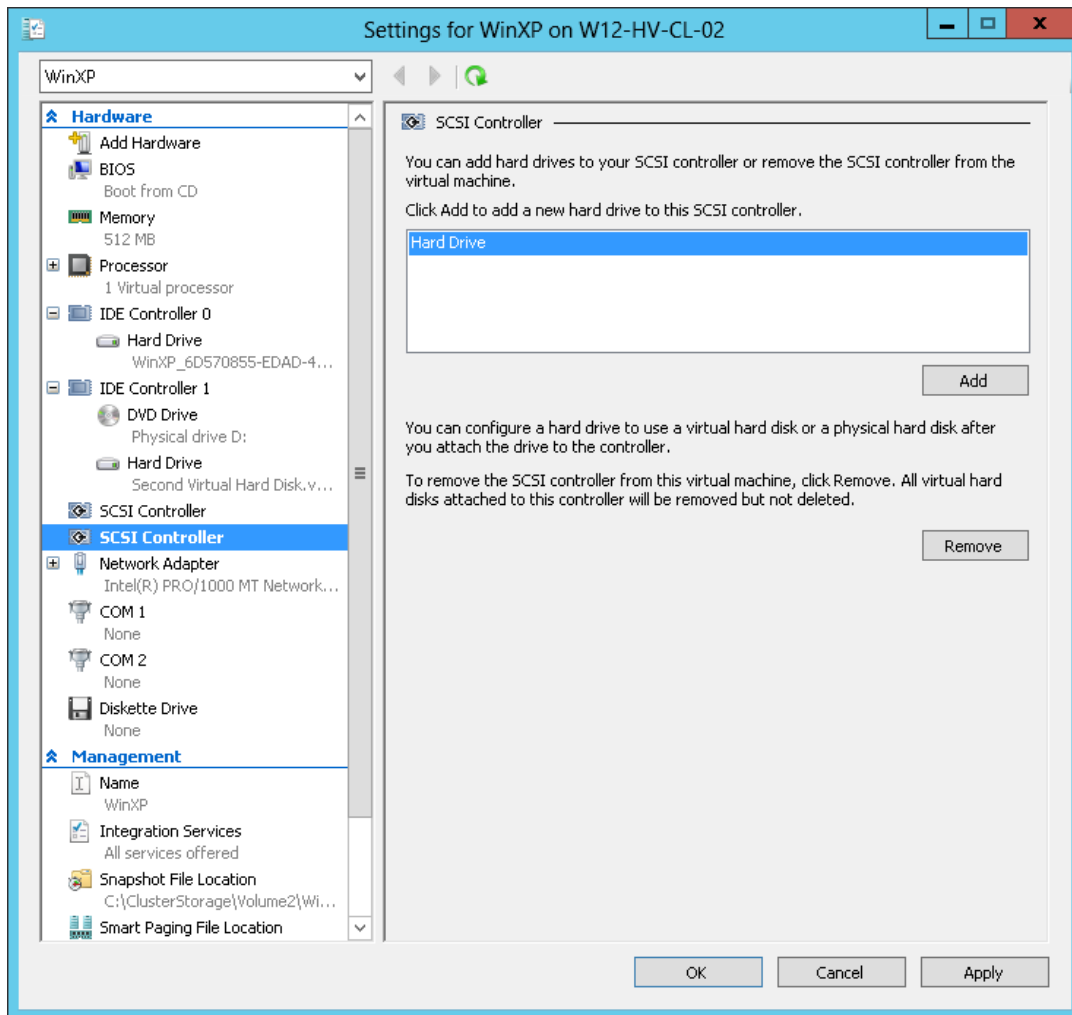 Settings for WinXP on W12-HV-CL-02
WinXP
Hardware
Add Hardware
BIOS
Boot from CD
Memory
512 MB
Processor
1 Virtual processor
IDE Controller 0
Hard Drive
WinXP_6D570855-EDAD-4...
IDE Controller 1
DVD Drive
Physical drive D:
Hard Drive
Second Virtual Hard Disk.v...
SCSI Controller
SCSI Controller
Network Adapter
Intel(R) PRO/1000 MT Network...
COM 1
None
COM 2
None
Diskette Drive
None
Management
Name
WinXP
Integration Services
All services offered
Snapshot File Location
C:\ClusterStorage\Volume2\Wi...
Smart Paging File Location
SCSI Controller
You can add hard drives to your SCSI controller or remove the SCSI controller from the
virtual machine.
Click Add to add a new hard drive to this SCSI controller.
Hard Drive
Add
You can configure a hard drive to use a virtual hard disk or a physical hard disk after
you attach the drive to the controller.
To remove the SCSI controller from this virtual machine, click Remove. All virtual hard
disks attached to this controller will be removed but not deleted.
Remove
OK
Cancel
Apply